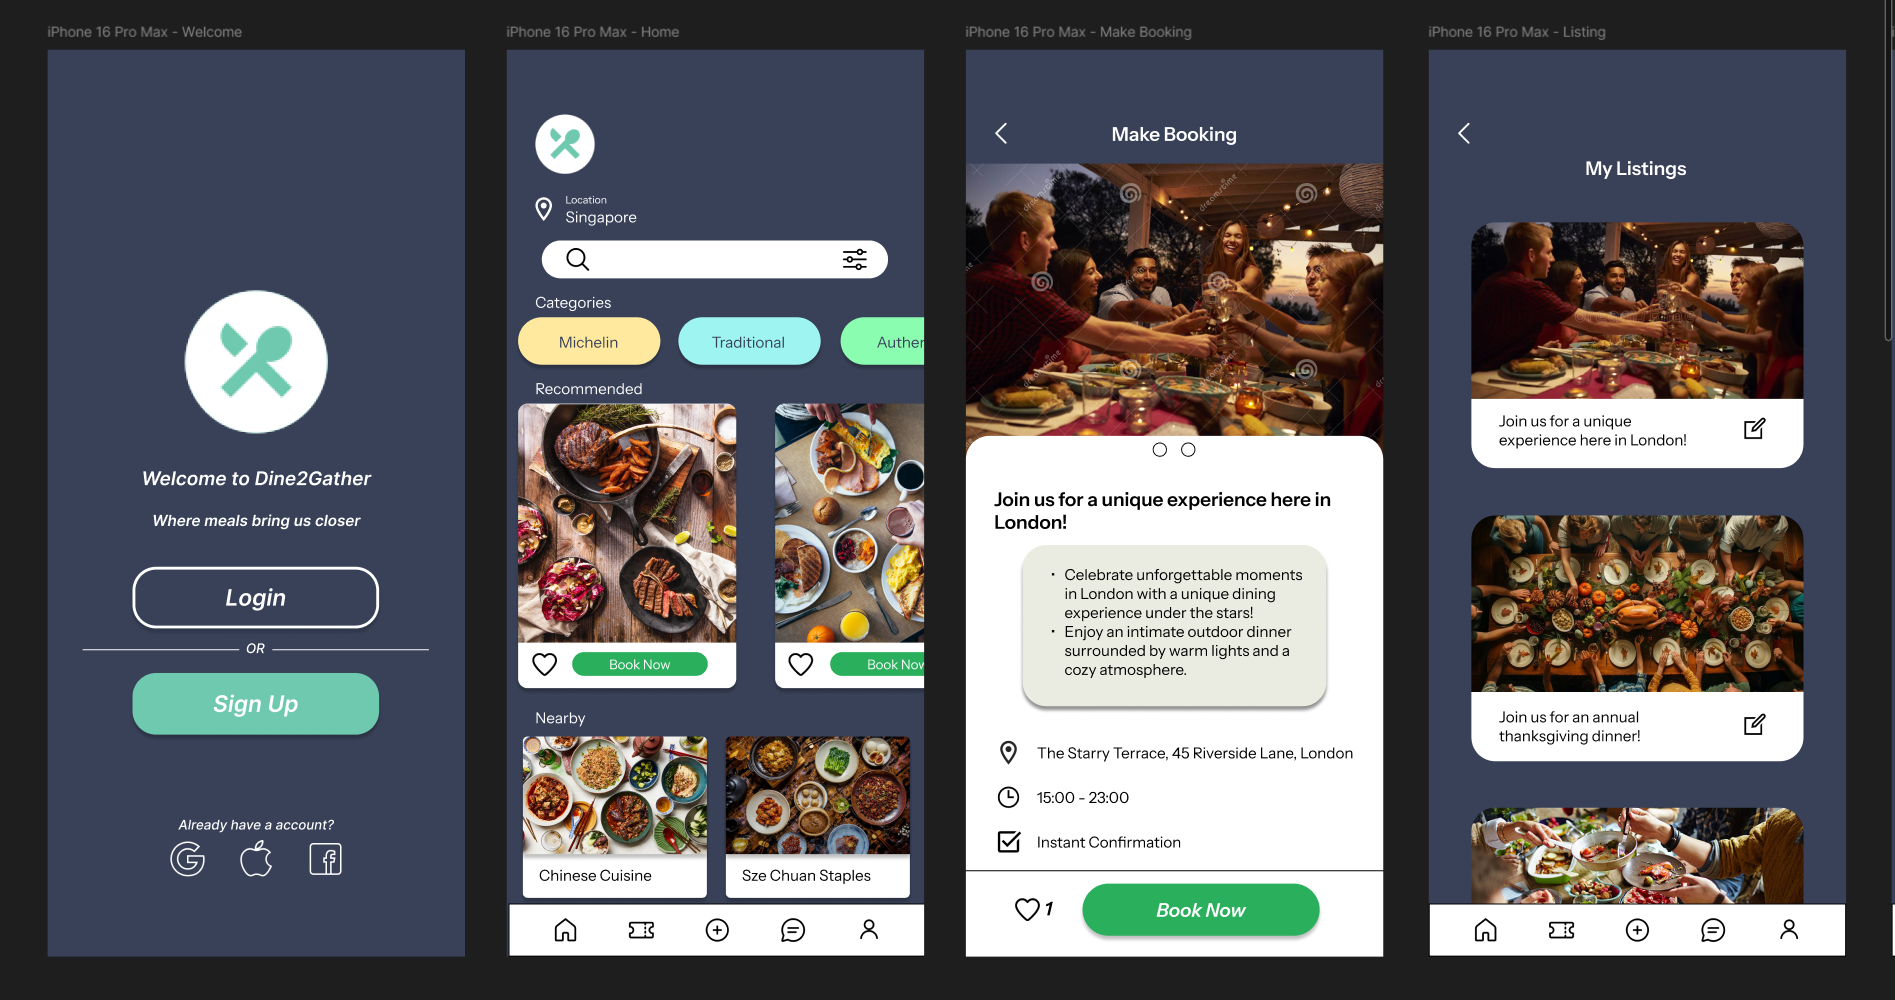 iPhone 16 Pro Max - Welcome
Welcome to Dine2Gather
Where meals bring us closer
Login
OR
Sign Up
Already have a account?
iPhone 16 Pro Max - Home
Location
Singapore
Categories
Michelin
Traditional
Auther
Recommended
Book Now
Book Now
Nearby
Chinese Cuisine
Sze Chuan Staples
iPhone 16 Pro Max - Make Booking
Make Booking
dreamstime
dreamstime
Join us for a unique experience here in
London!
• Celebrate unforgettable moments
in London with a unique dining
experience under the stars!
• Enjoy an intimate outdoor dinner
surrounded by warm lights and a
cozy atmosphere.
The Starry Terrace, 45 Riverside Lane, London
15:00 - 23:00
Instant Confirmation
1
Book Now
iPhone 16 Pro Max - Listing
My Listings
Join us for a unique
experience here in London!
Join us for an annual
thanksgiving dinner!